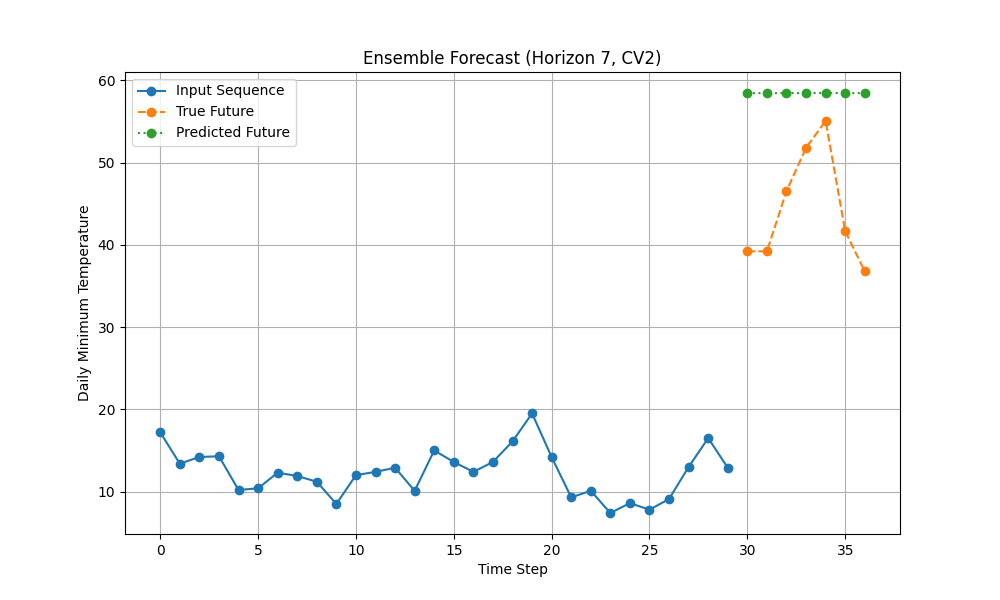 Ensemble Forecast (Horizon 7, CV2)
Input Sequence
True Future
Predicted Future
Daily Minimum Temperature
60
50
40
30
20
10
0 5 10 15 20 25 30 35
Time Step